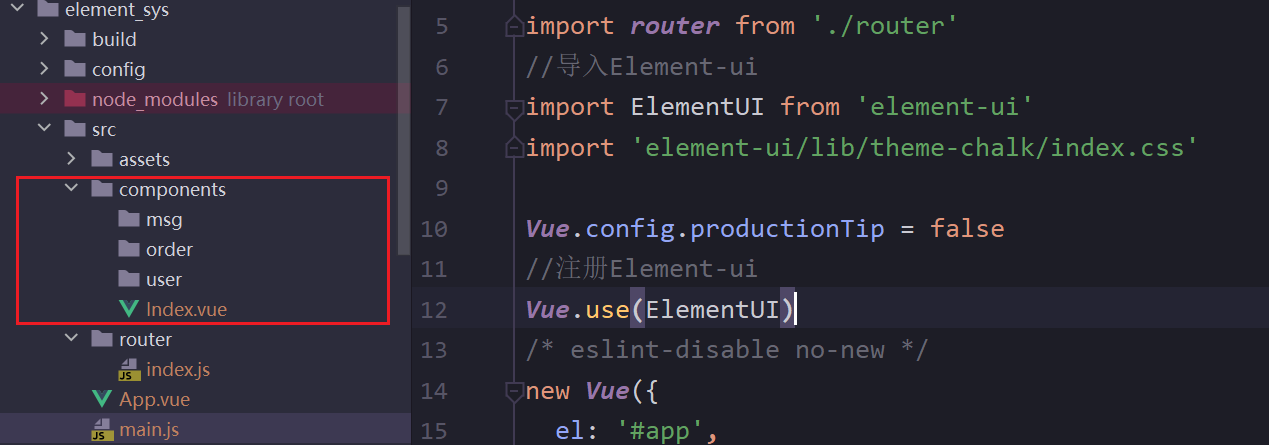 element_sys
build
config
node_modules library root
src
assets
components
msg
order
user
Index.vue
router
index.js
App.vue
main.js
5 import router from './router'
6 //导入Element-ui
7 import ElementUI from 'element-ui'
8 import 'element-ui/lib/theme-chalk/index.css'
9
10 Vue.config.productionTip = false
11 //注册Element-ui
12 Vue.use(ElementUI)
13 /* eslint-disable no-new */
14 new Vue({
15 el: '#app',